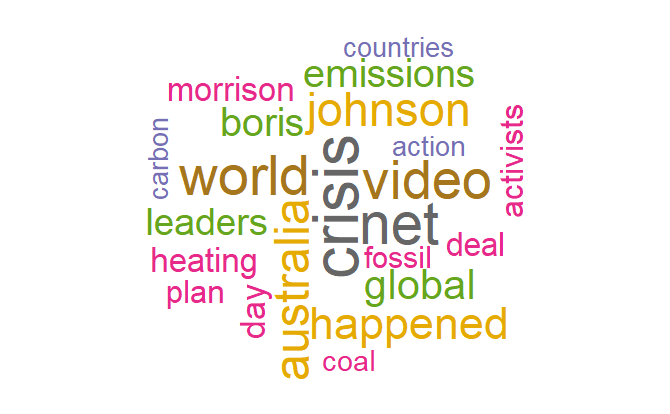 countries
emissions
morrison
johnson
boris
carbon
action
activists
crisis
world
video
leaders
net
australia
deal
heating
fossil
plan
day
global
happened
coal